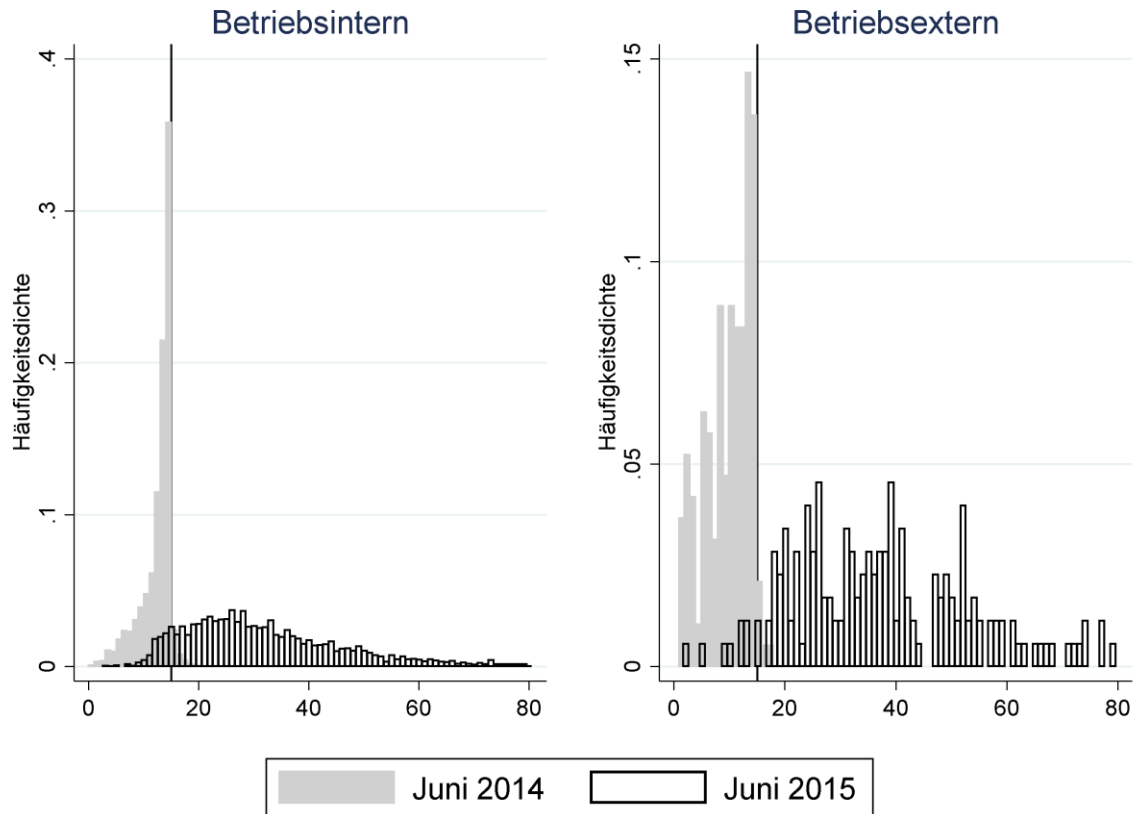 Betriebsintern
Häufigkeitsdichte
.4
.3
.2
.1
0
0 20 40 60 80
Betriebsextern
Häufigkeitsdichte
.15
.1
.05
0
0 20 40 60 80
Juni 2014 Juni 2015